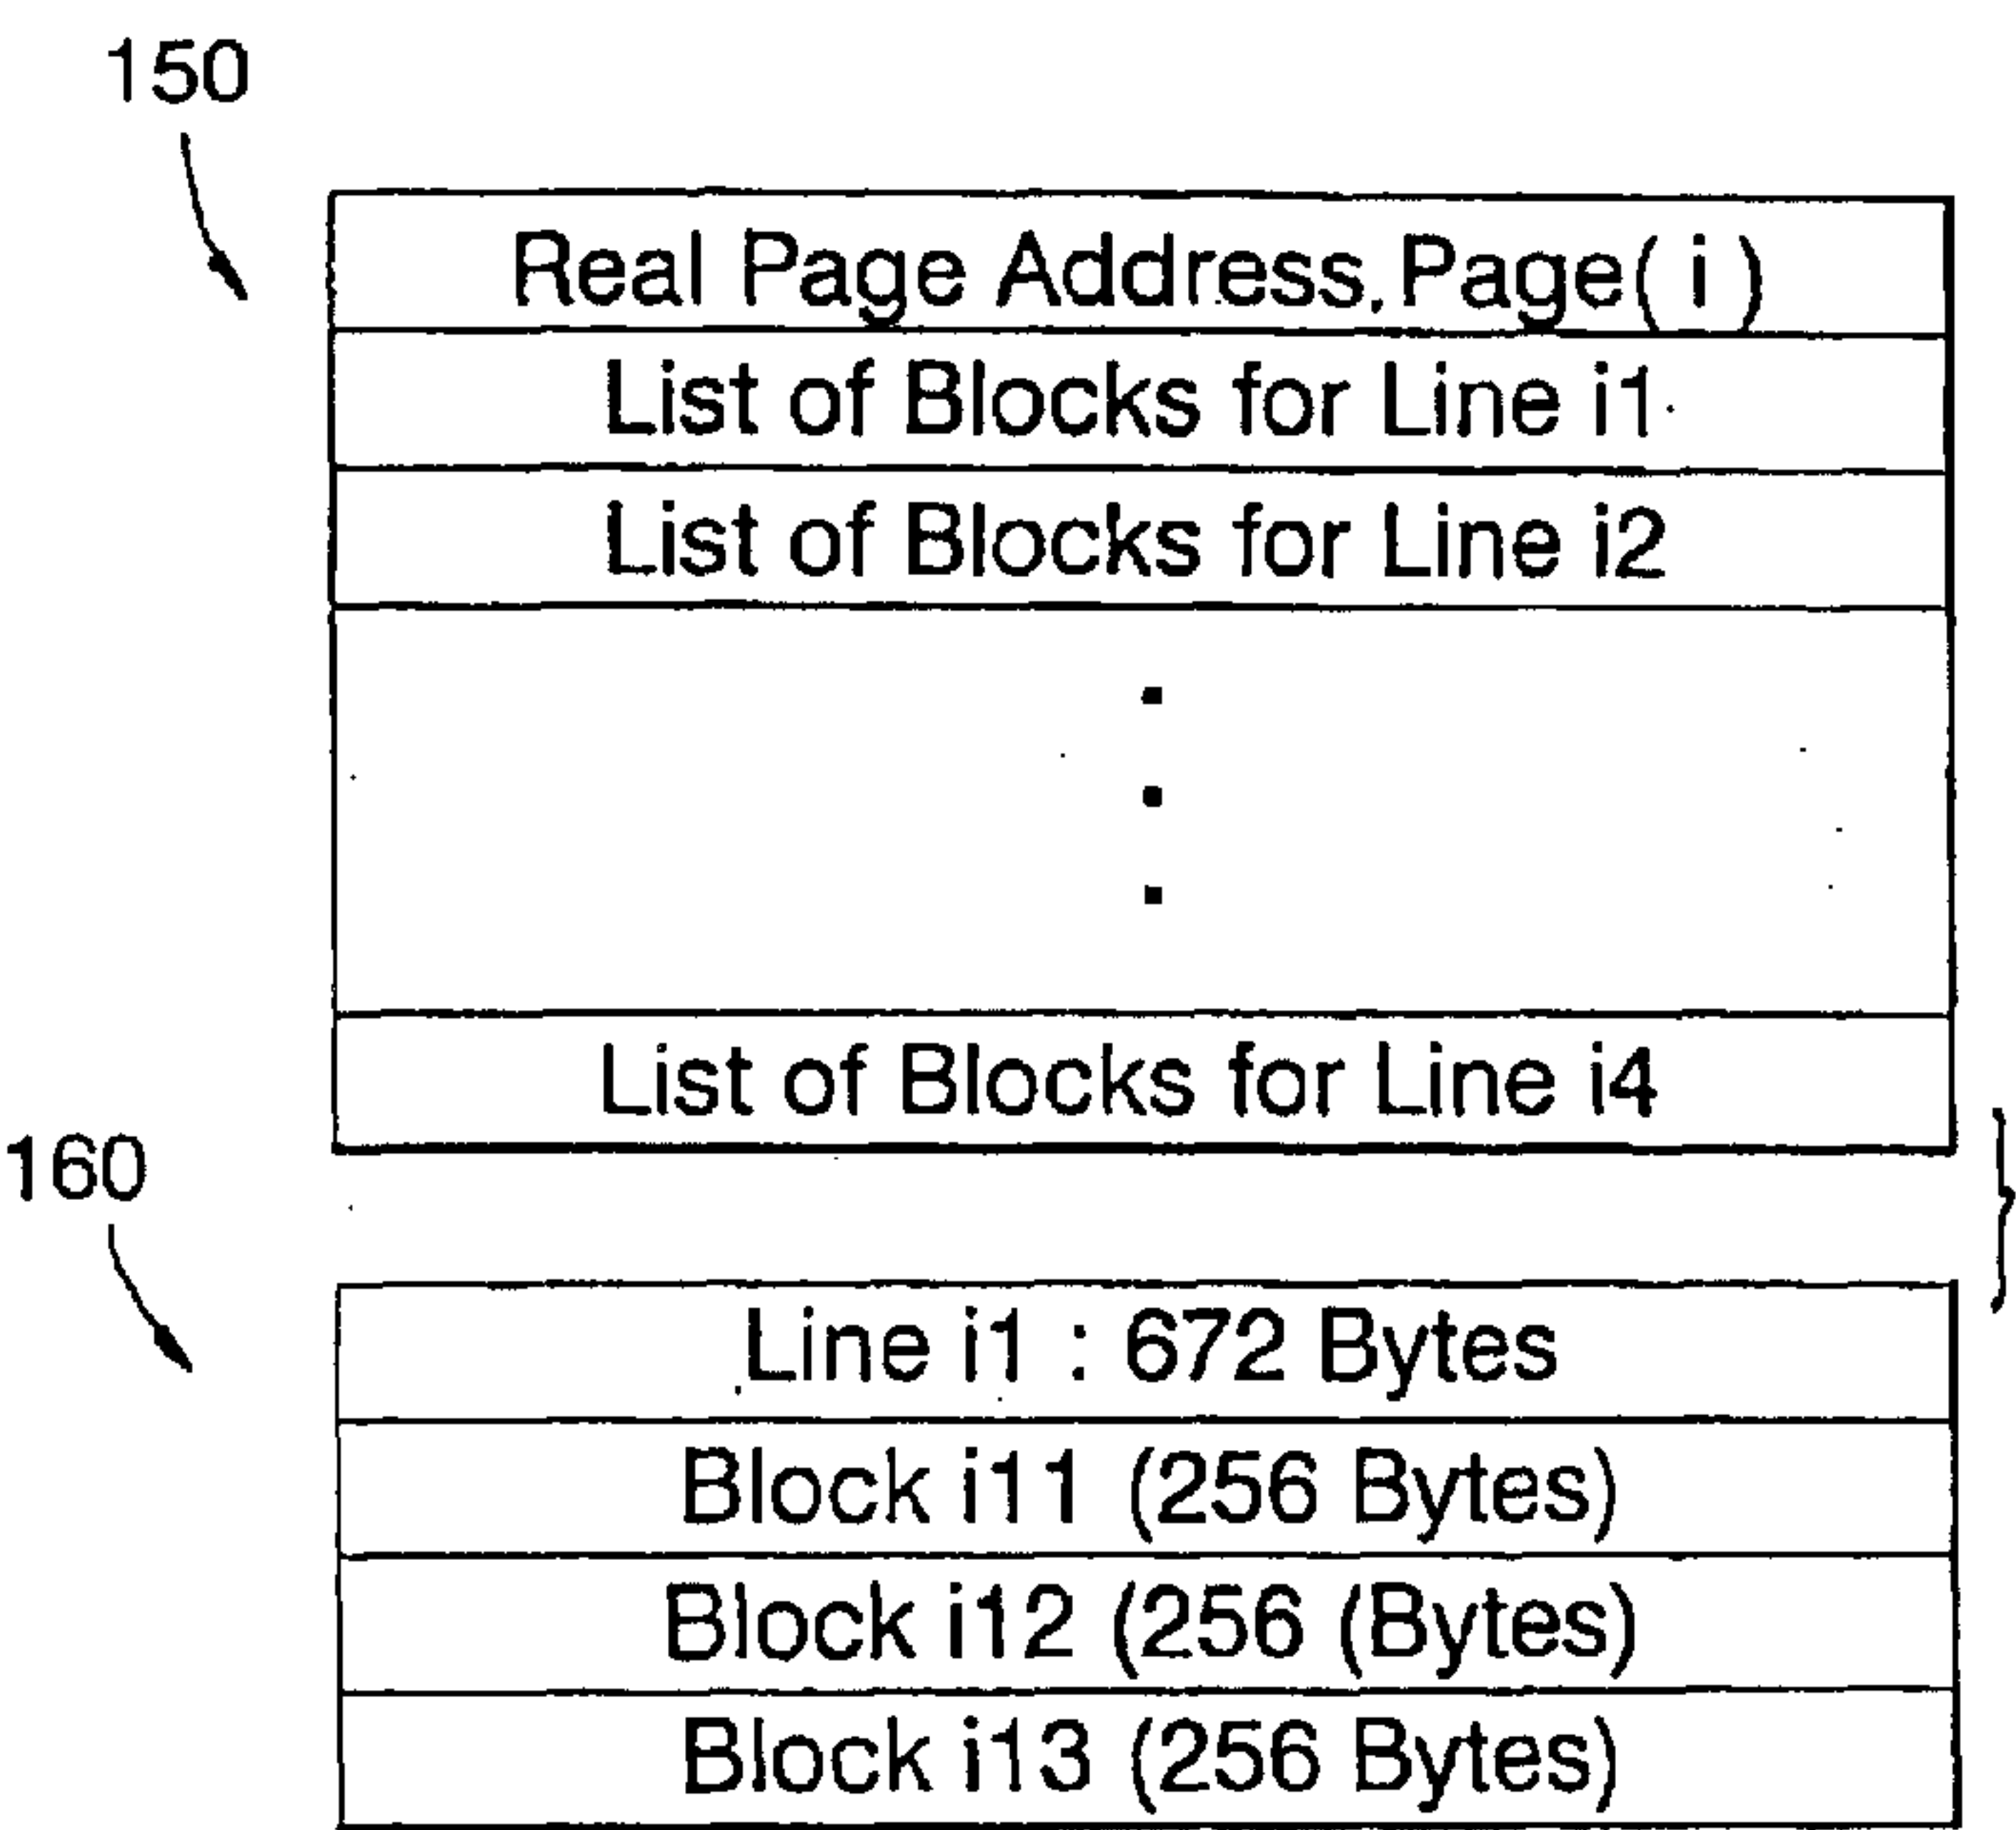 150
Real Page Address,Page( i )
List of Blocks for Line i1
List of Blocks for Line i2
List of Blocks for Line i4
160
Line i1 : 672 Bytes
Block i11 (256 Bytes)
Block i12 (256 (Bytes)
Block i13 (256 Bytes)